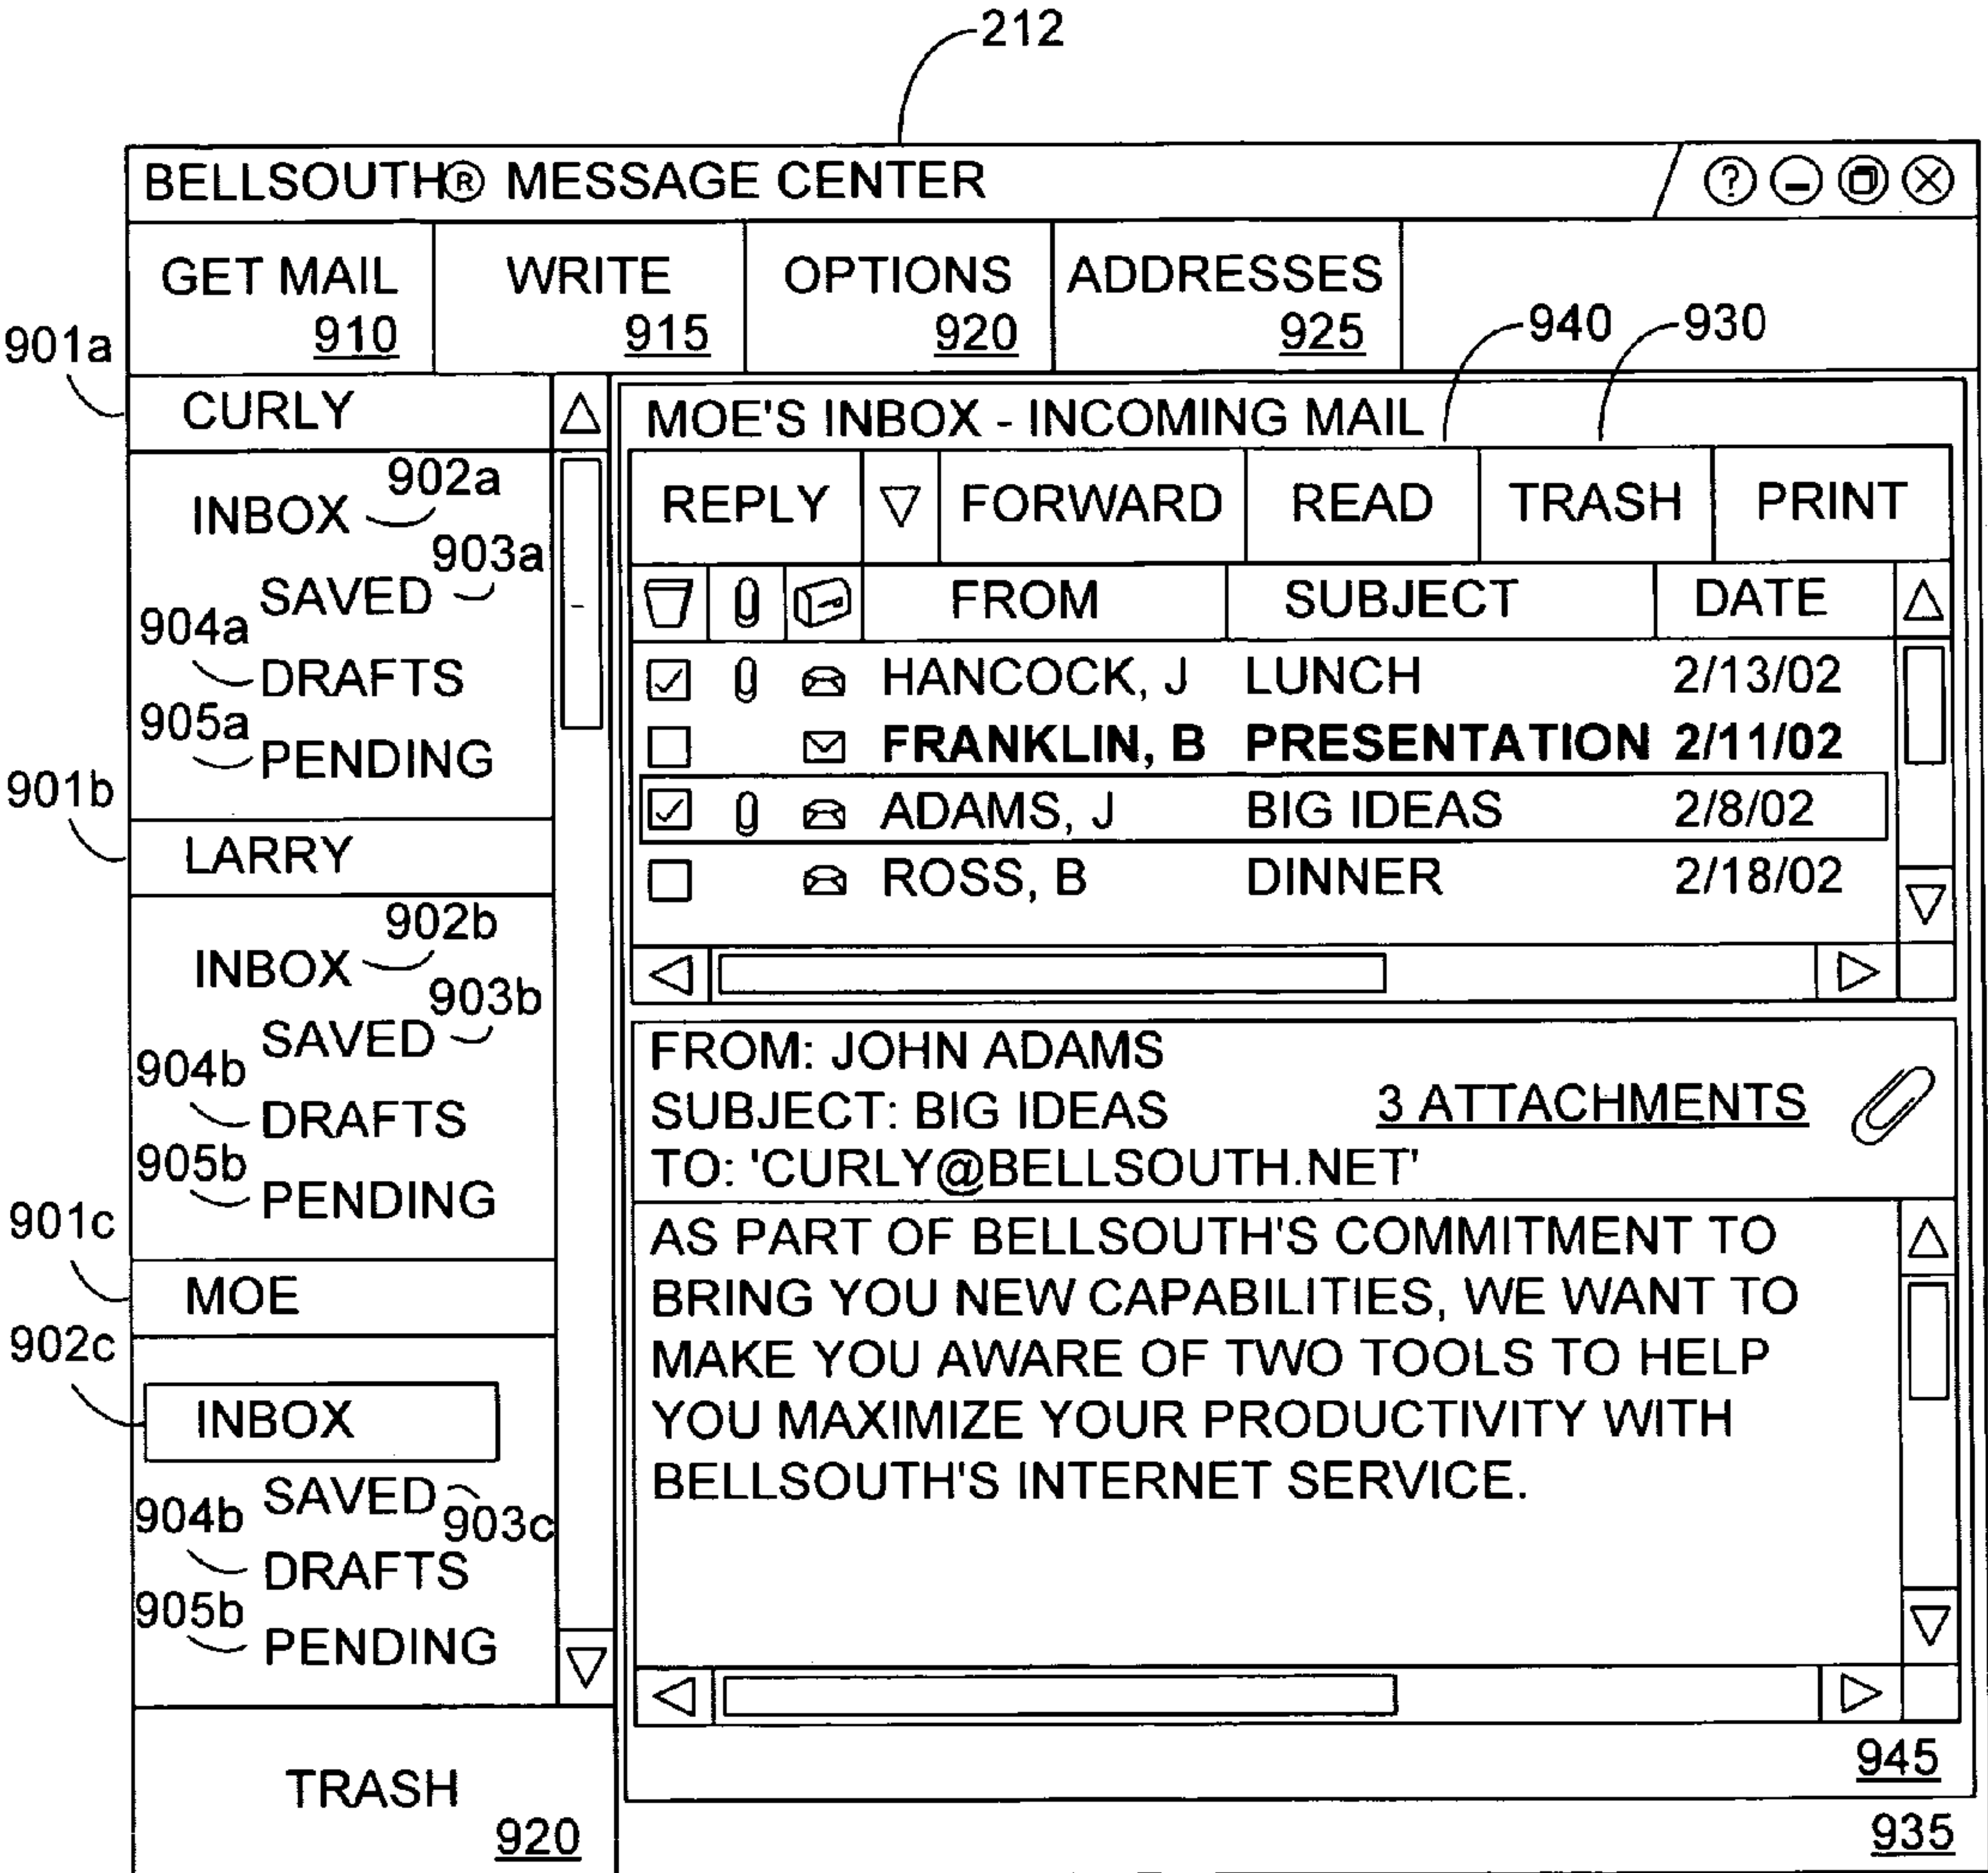 212
BELLSOUTH® MESSAGE CENTER ?
GET MAIL WRITE OPTIONS ADDRESSES
910 915 920 925
940 930
901a
CURLY
INBOX 902a
903a
SAVED
904a
DRAFTS
905a
PENDING
901b
LARRY
902b
INBOX
903b
SAVED
904b
DRAFTS
905b
PENDING
901c
MOE
902c
INBOX
SAVED
904b 903c
DRAFTS
905b
PENDING
TRASH
920
MOE'S INBOX - INCOMING MAIL
REPLY FORWARD READ TRASH PRINT
FROM SUBJECT DATE
HANCOCK, J LUNCH 2/13/02
FRANKLIN, B PRESENTATION 2/11/02
ADAMS, J BIG IDEAS 2/8/02
ROSS, B DINNER 2/18/02
FROM: JOHN ADAMS
SUBJECT: BIG IDEAS 3 ATTACHMENTS
TO: 'CURLY@BELLSOUTH.NET'
AS PART OF BELLSOUTH'S COMMITMENT TO
BRING YOU NEW CAPABILITIES, WE WANT TO
MAKE YOU AWARE OF TWO TOOLS TO HELP
YOU MAXIMIZE YOUR PRODUCTIVITY WITH
BELLSOUTH'S INTERNET SERVICE.
945
935